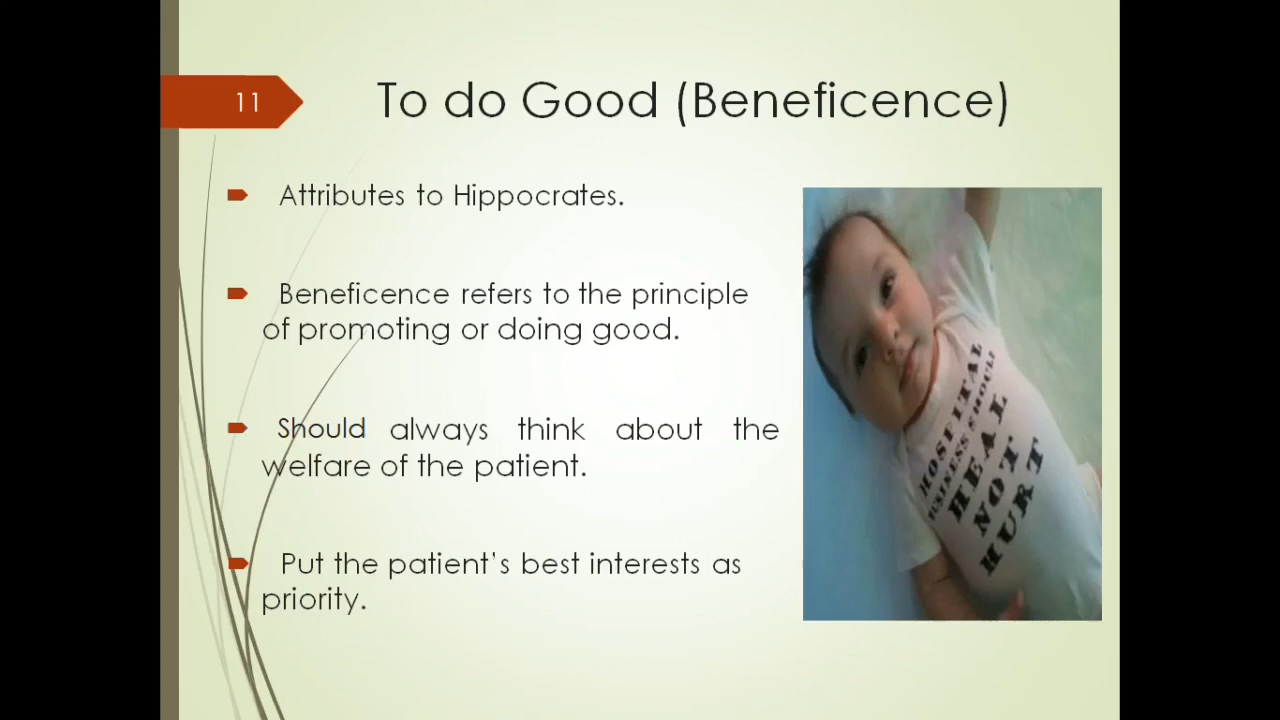 11
To do Good (Beneficence)
Attributes to Hippocrates.
Beneficence refers to the principle
of promoting or doing good.
Should always think about the
welfare of the patient.
Put the patient's best interests as
priority.
HOSPITAL
BUSINESS SHOULD
HEAL
NOT
HURT